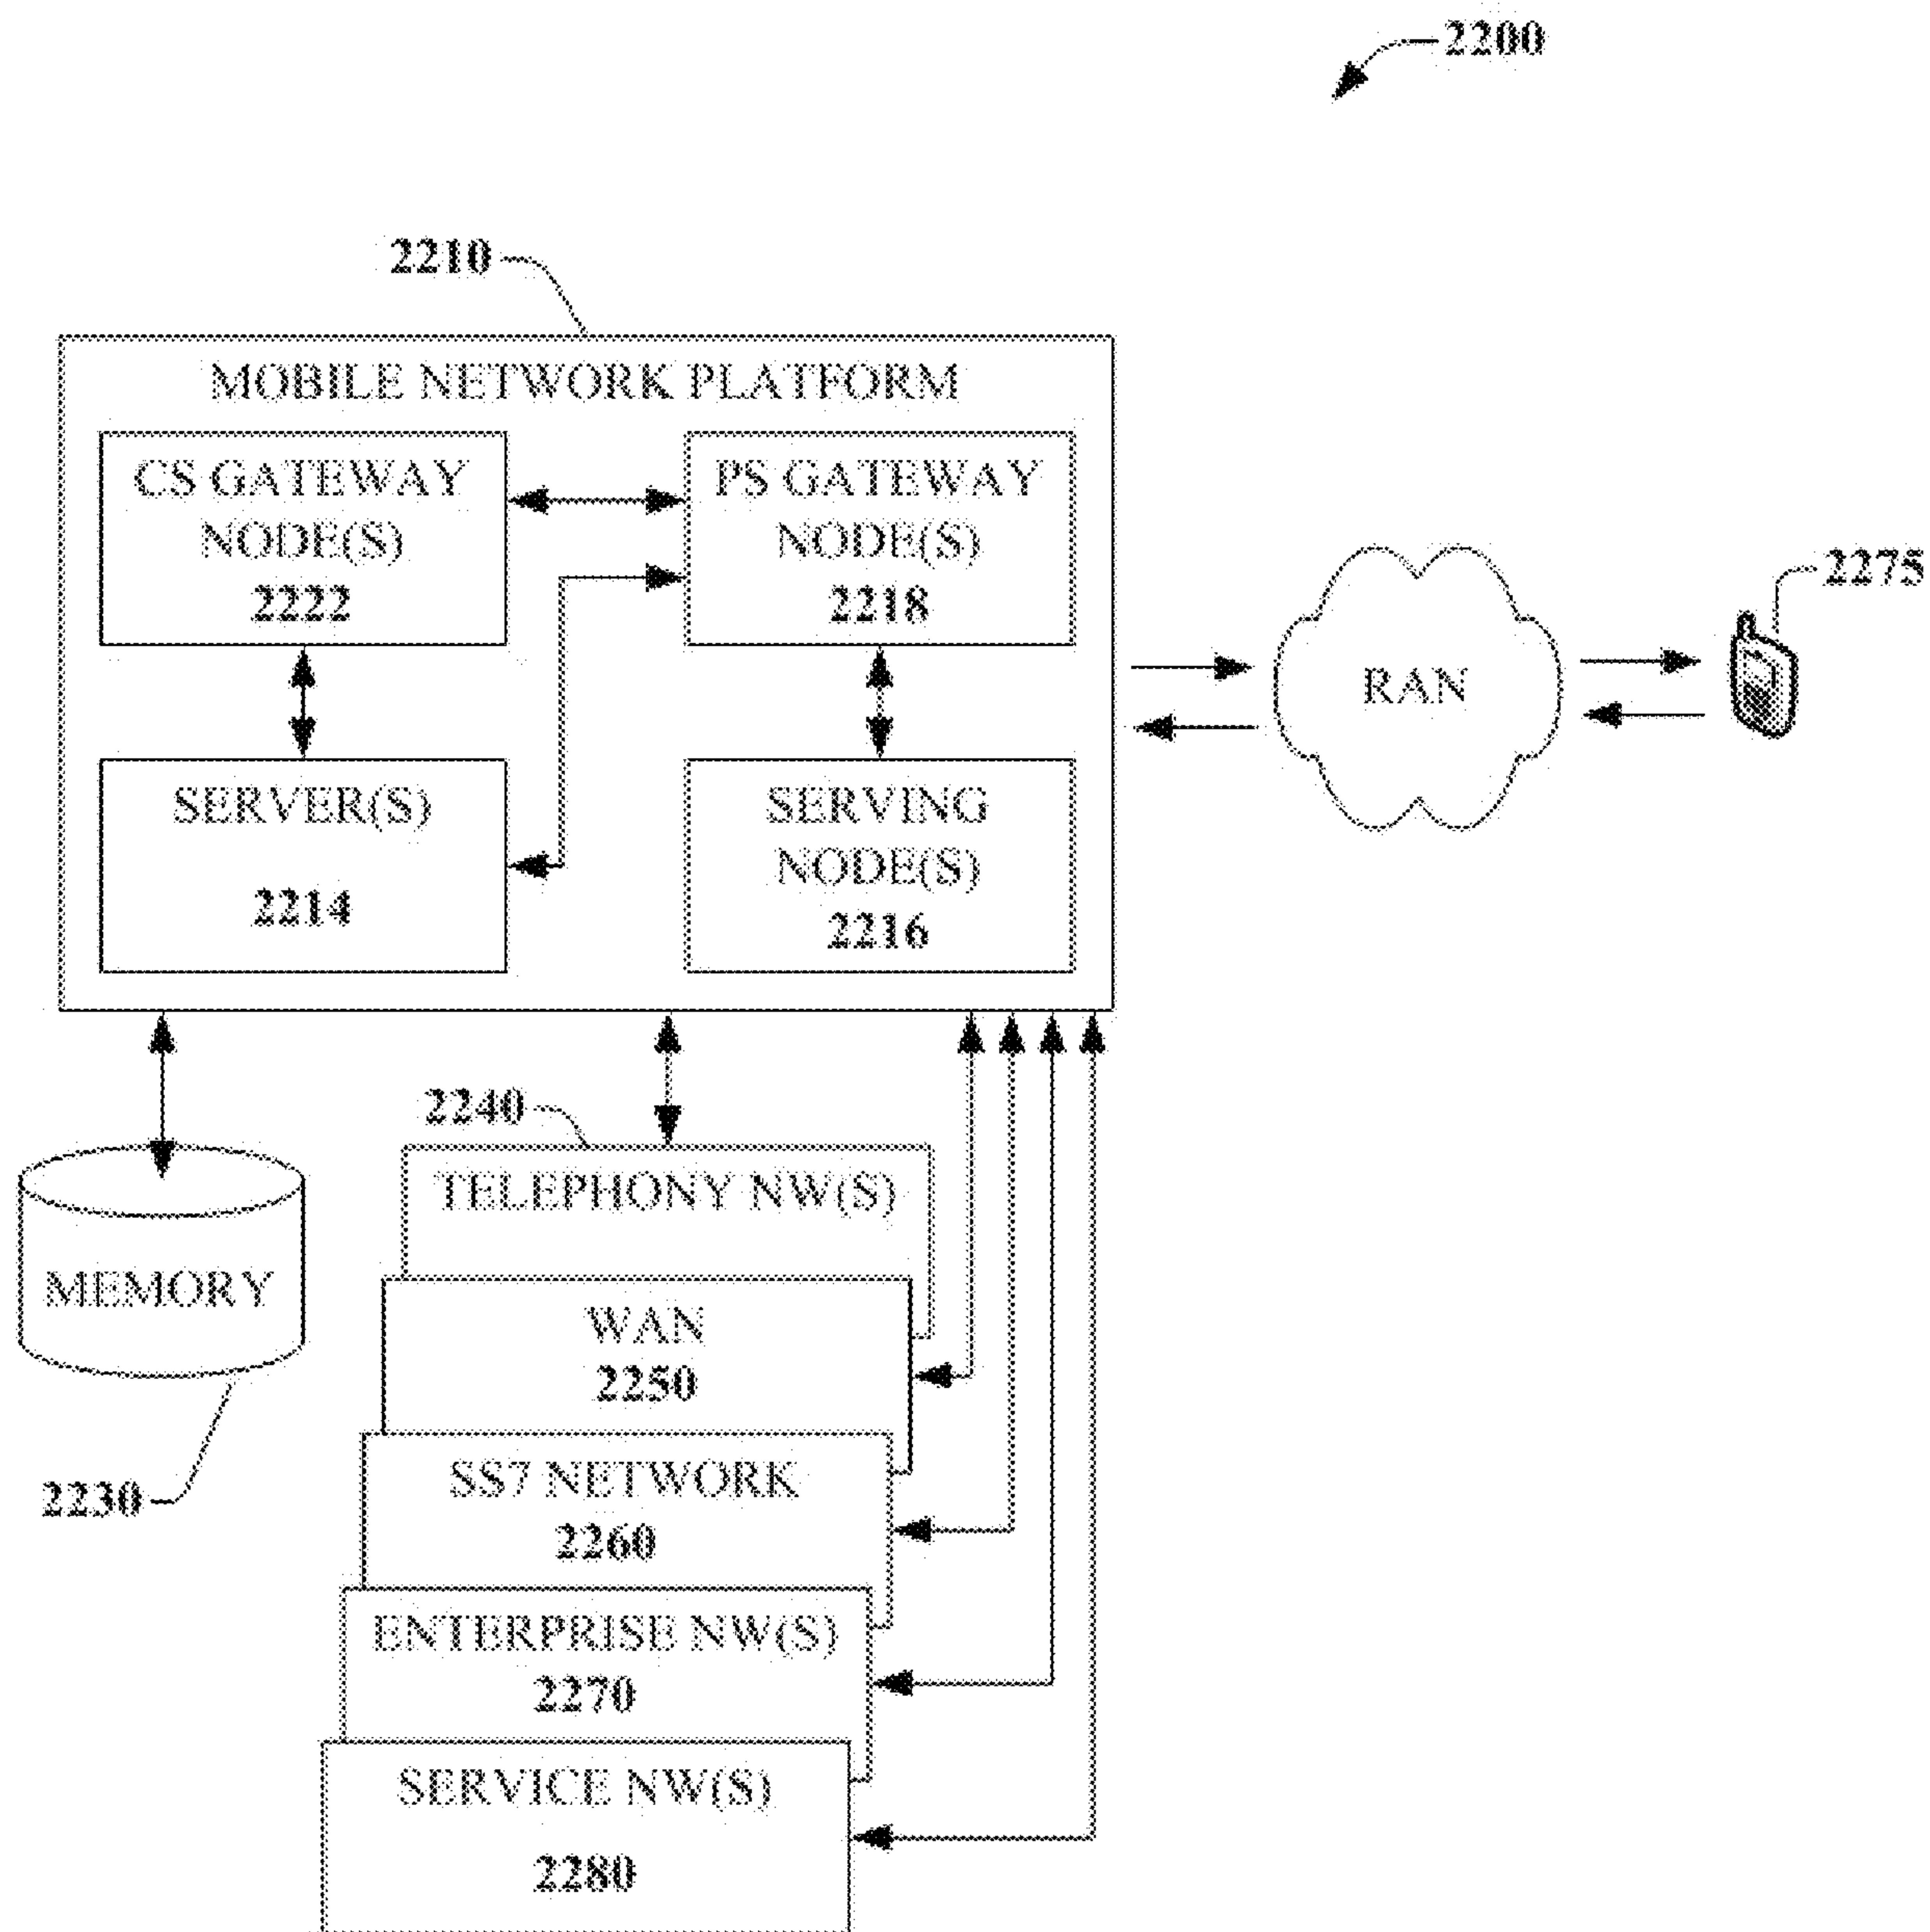 2200
2210
MOBILE NETWORK PLATFORM
CS GATEWAY
NODE(S)
2222
PS GATEWAY
NODE(S)
2218
SERVER(S)
2214
SERVING
NODE(S)
2216
RAN
2275
2240
TELEPHONY NW(S)
MEMORY
2230
WAN
2250
SS7 NETWORK
2260
ENTERPRISE NW(S)
2270
SERVICE NW(S)
2280